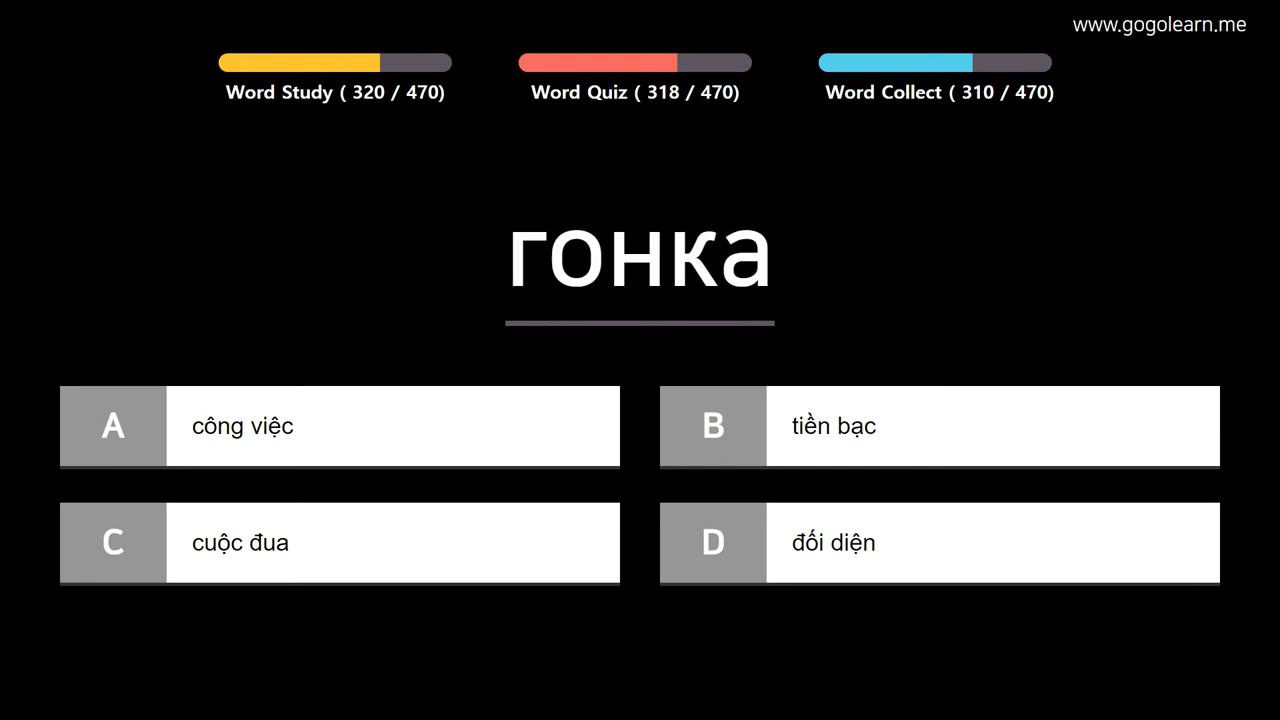 www.gogolearn.me
Word Study ( 320 / 470)
Word Quiz ( 318 / 470)
Word Collect ( 310 / 470)
гонка
A công việc
B tiền bạc
C cuộc đua
D đối diện